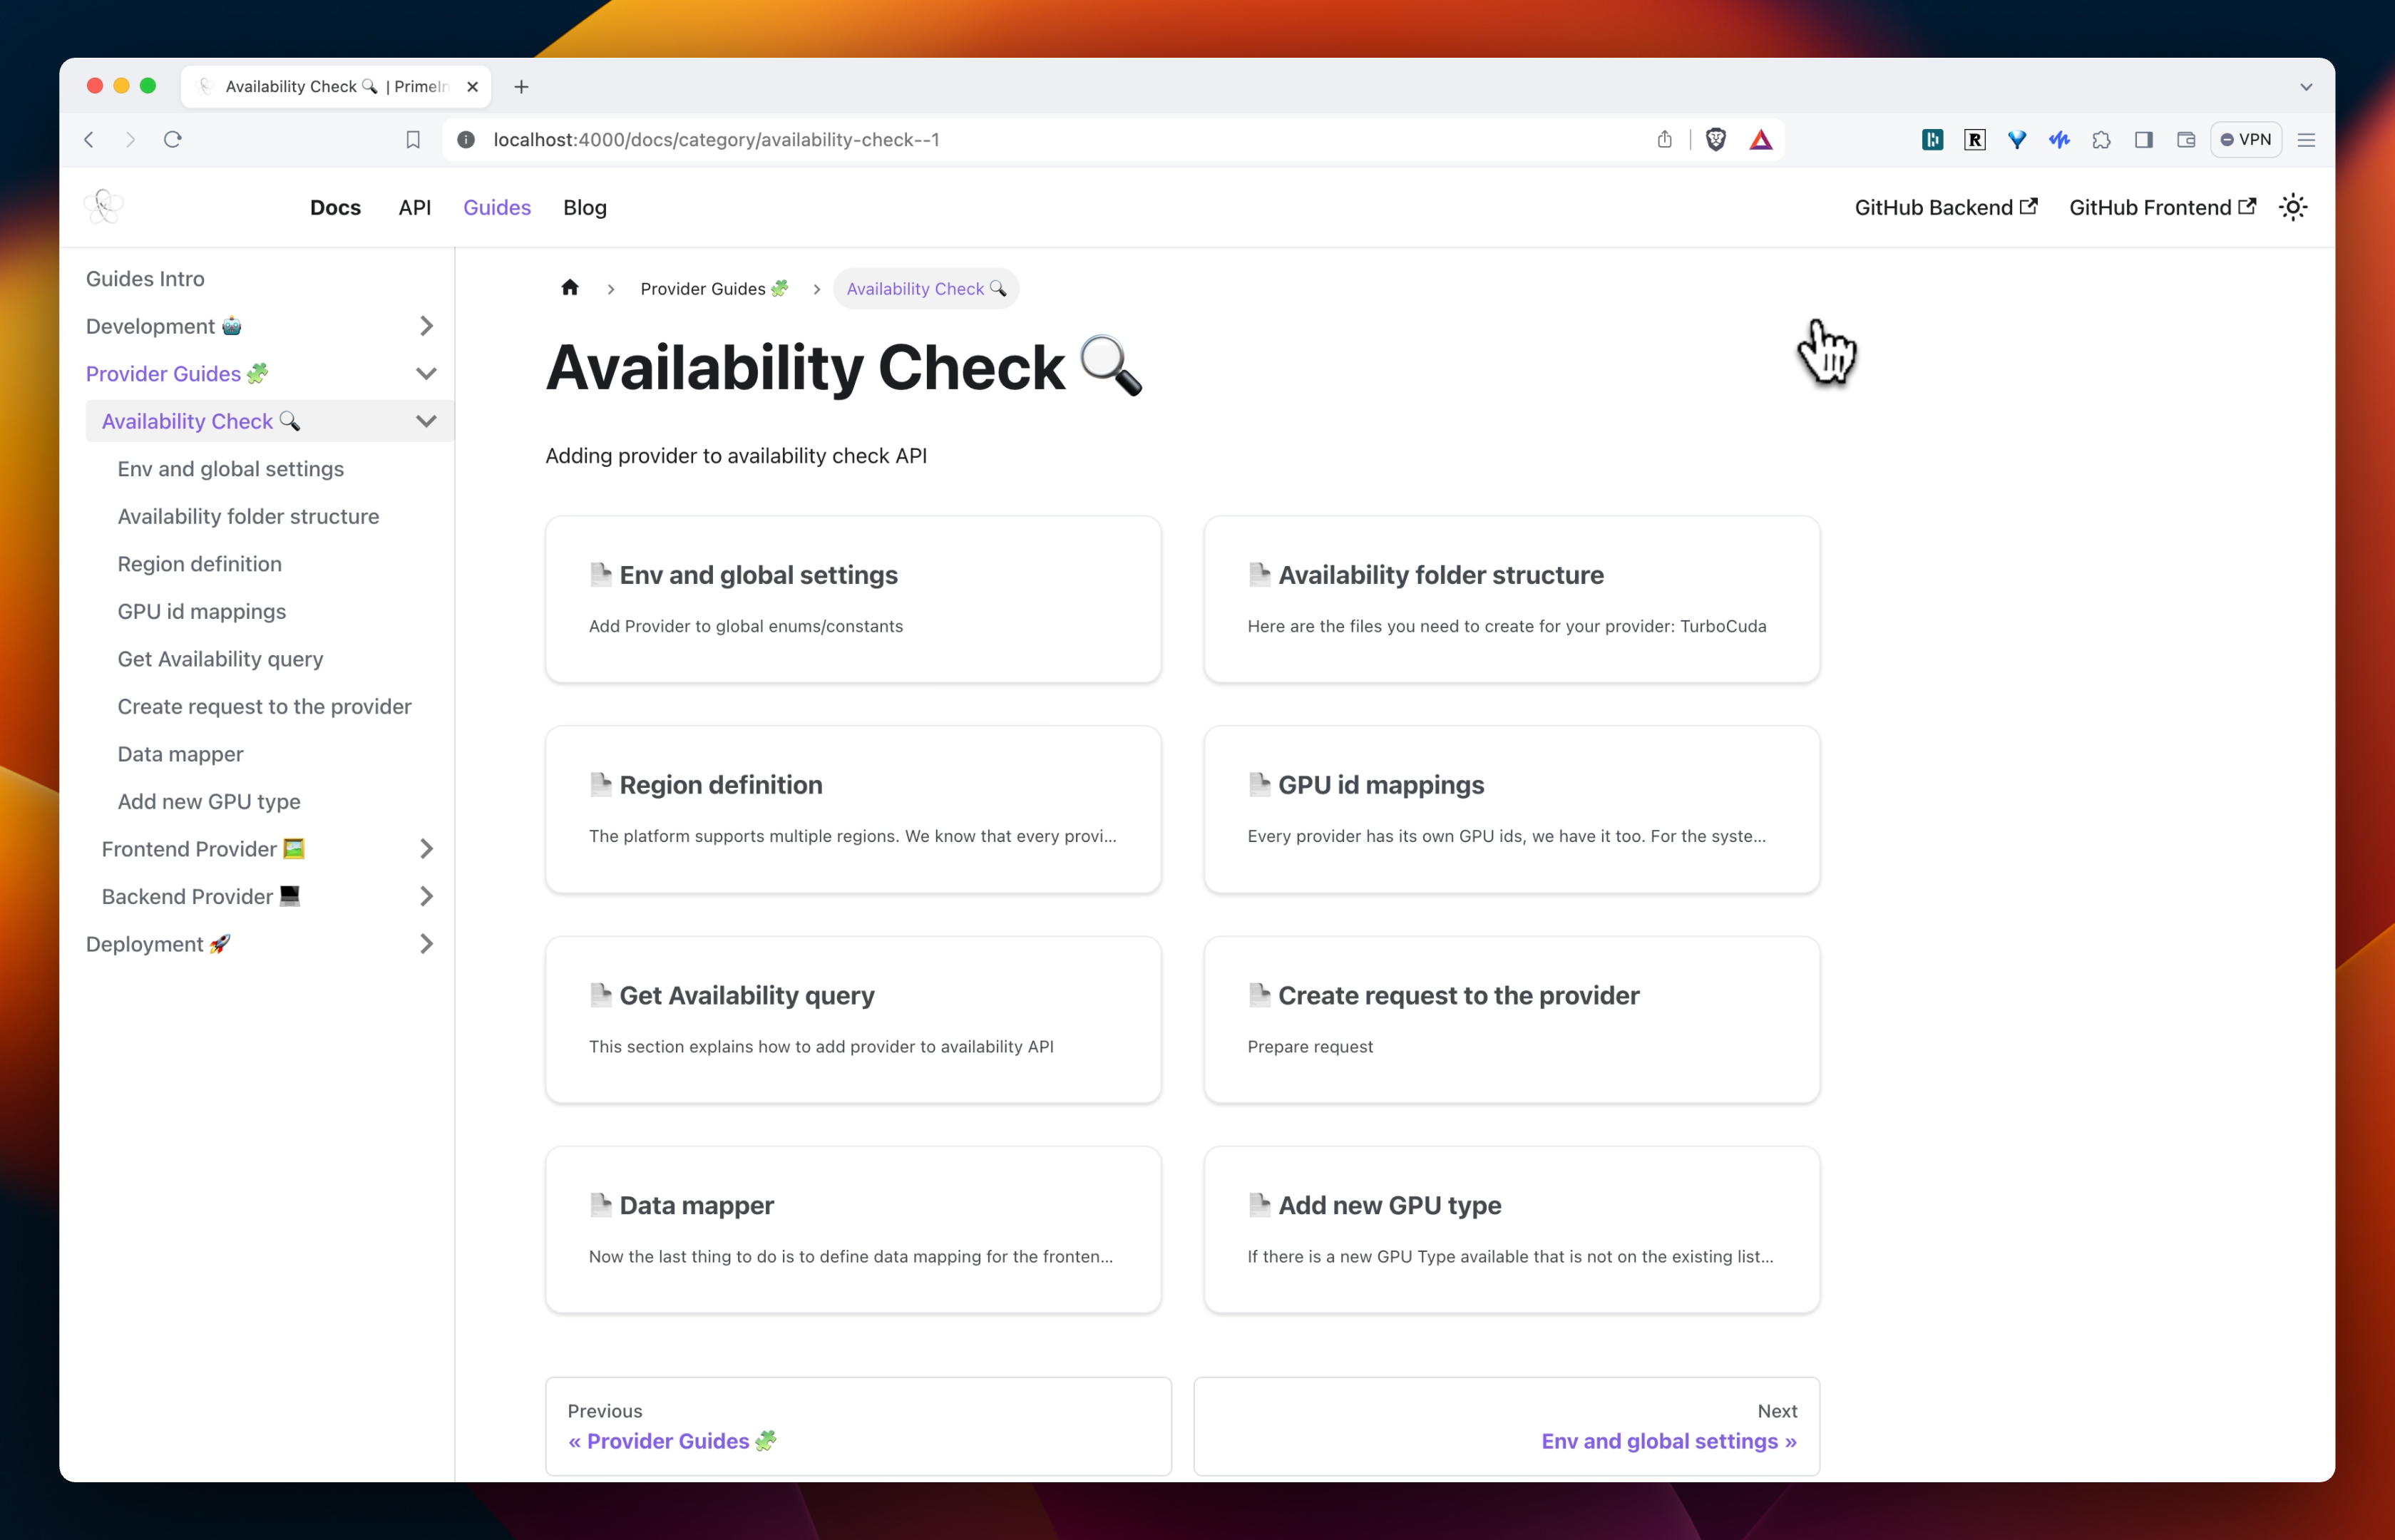 Availability Check 🔍 | PrimeIn
localhost:4000/docs/category/availability-check--1
VPN
Docs
API
Guides
Blog
GitHub Backend
GitHub Frontend
Guides Intro
Development 🤖
Provider Guides 🧩
Availability Check 🔍
Env and global settings
Availability folder structure
Region definition
GPU id mappings
Get Availability query
Create request to the provider
Data mapper
Add new GPU type
Frontend Provider 🖼️
Backend Provider 💻
Deployment 🚀
Provider Guides 🧩 > Availability Check 🔍
Availability Check 🔍
Adding provider to availability check API
Env and global settings
Add Provider to global enums/constants
Availability folder structure
Here are the files you need to create for your provider: TurboCuda
Region definition
The platform supports multiple regions. We know that every provi...
GPU id mappings
Every provider has its own GPU ids, we have it too. For the syste...
Get Availability query
This section explains how to add provider to availability API
Create request to the provider
Prepare request
Data mapper
Now the last thing to do is to define data mapping for the fronten...
Add new GPU type
If there is a new GPU Type available that is not on the existing list...
Previous
« Provider Guides 🧩
Next
Env and global settings »